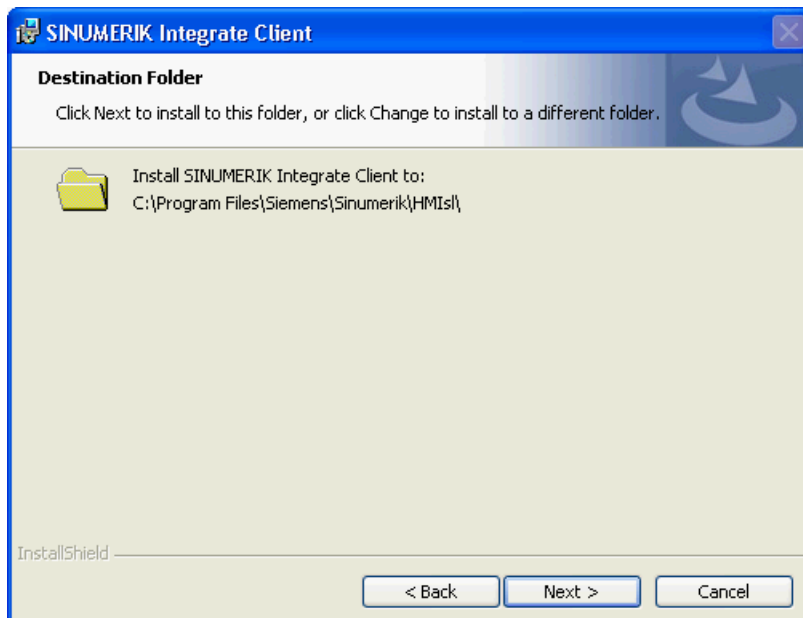 SINUMERIK Integrate Client
Destination Folder
Click Next to install to this folder, or click Change to install to a different folder.
Install SINUMERIK Integrate Client to:
C:\Program Files\Siemens\Sinumerik\HMIsl\
InstallShield
< Back Next > Cancel